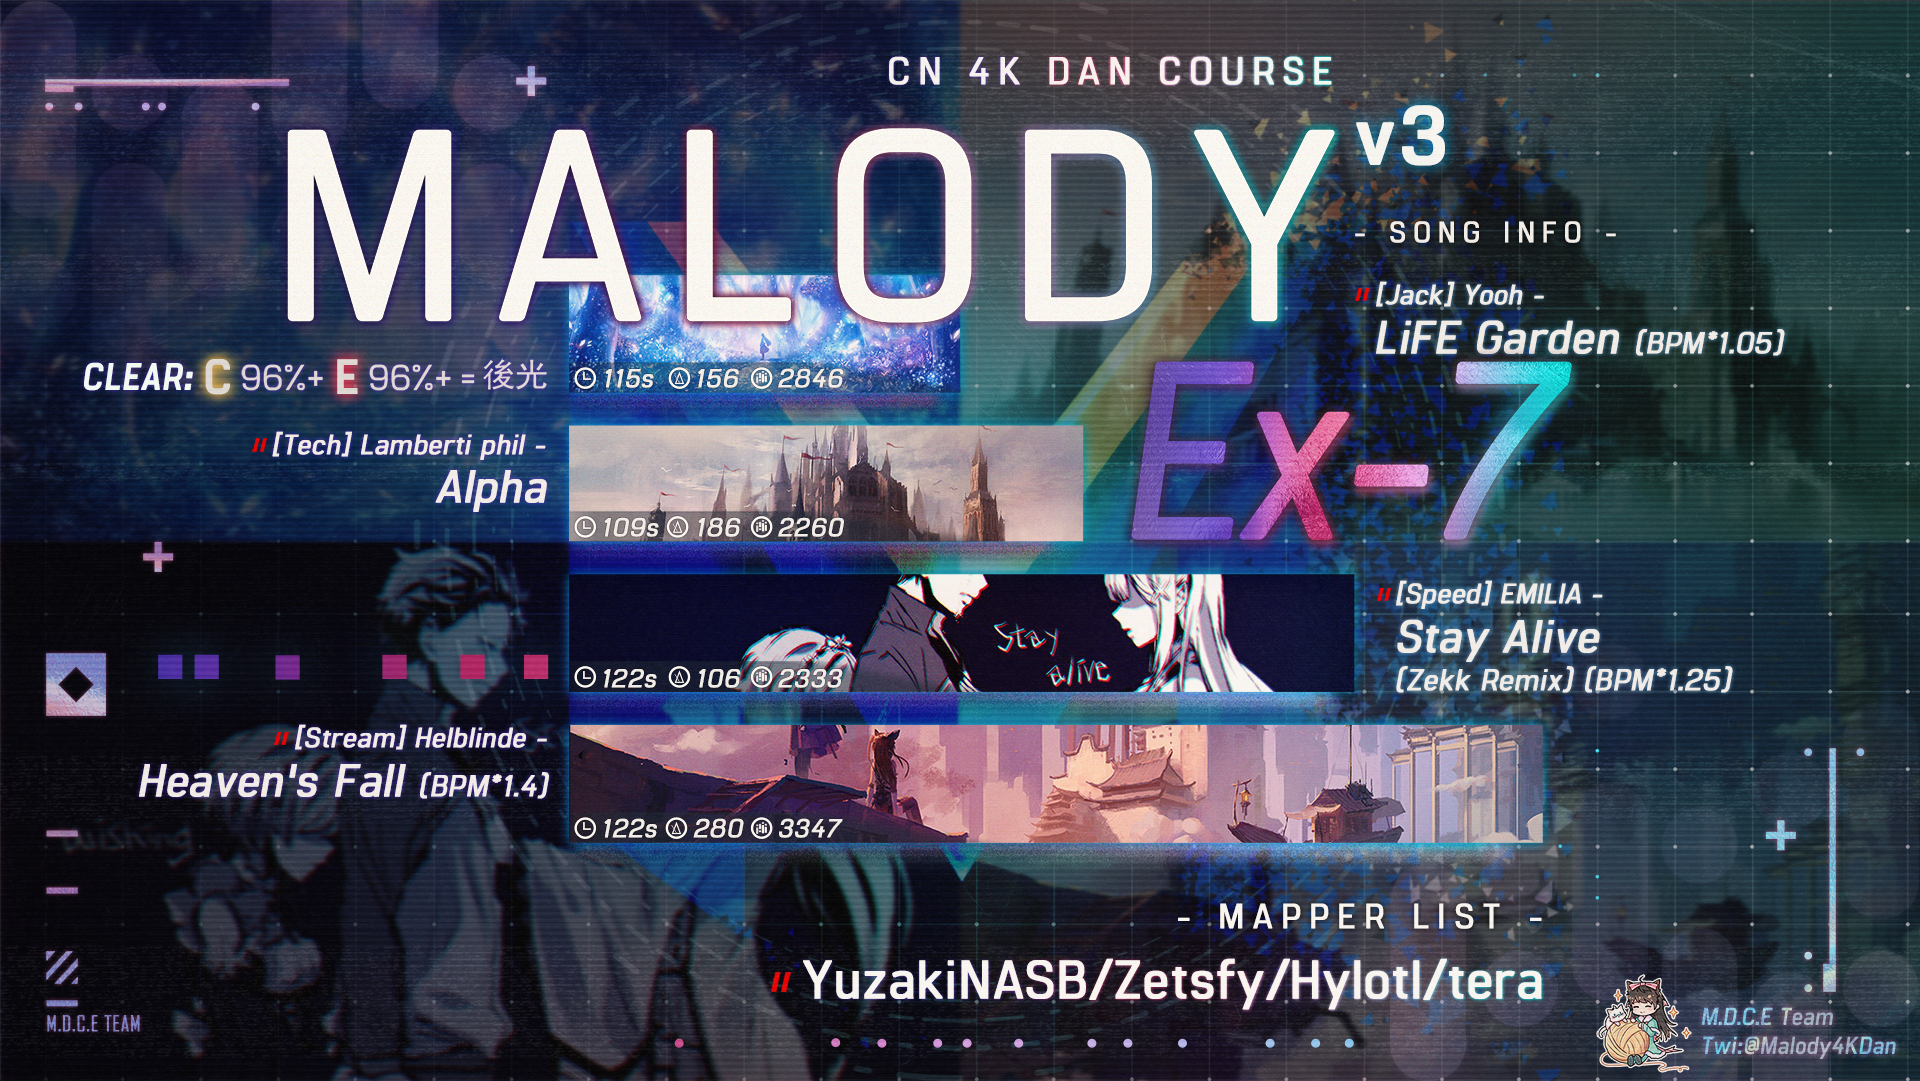 CN 4K DAN COURSE
MALODY v3
- SONG INFO -
[Jack] Yooh -
LiFE Garden (BPM*1.05)
CLEAR: C 96%+ E 96%+ = 後光
115s 156 2846
Ex-7
[Tech] Lamberti phil -
Alpha
109s 186 2260
[Speed] EMILIA -
Stay Alive
(Zekk Remix) (BPM*1.25)
Stay
alive
122s 106 2333
[Stream] Helblinde -
Heaven's Fall (BPM*1.4)
122s 280 3347
wishing
- MAPPER LIST -
YuzakiNASB/Zetsfy/Hylotl/tera
M.D.C.E TEAM
M.D.C.E Team
Twi:@Malody4KDan